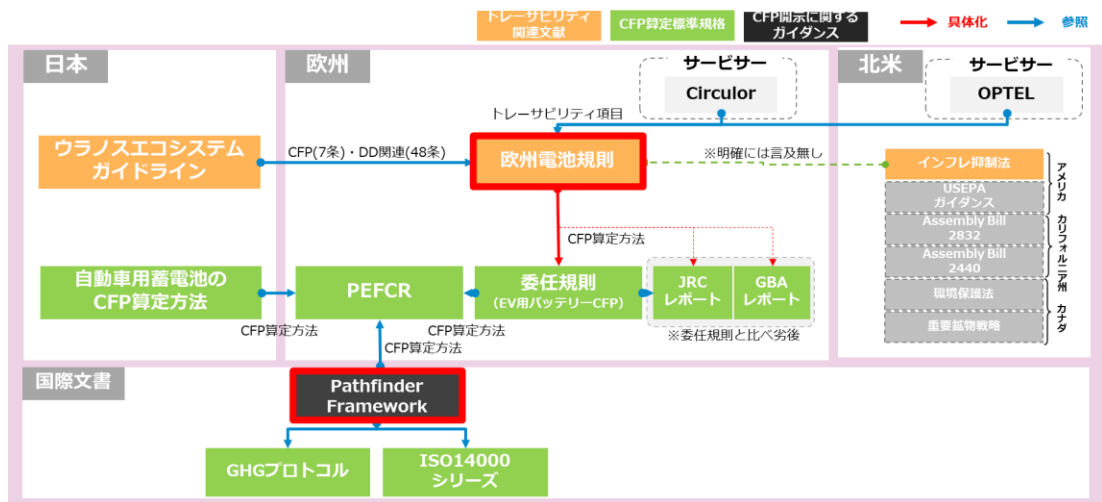 トレーサビリティ
関連文献
CFP算定標準規格
CFP開示に関する
ガイダンス
具体化
参照
日本
欧州
北米
サービサー
Circulor
サービサー
OPTEL
トレーサビリティ項目
ウラノスエコシステム
ガイドライン
CFP(7条)・DD関連(48条)
欧州電池規則
※明確には言及無し
インフレ抑制法
USEPA
ガイダンス
Assembly Bill
2832
Assembly Bill
2440
環境保護法
重要鉱物戦略
アメリカ
カリフォルニア州
カナダ
CFP算定方法
自動車用蓄電池の
CFP算定方法
PEFCR
委任規則
(EV用バッテリーCFP)
JRC
レポート
GBA
レポート
CFP算定方法
CFP算定方法
CFP算定方法
※委任規則と比べ劣後
国際文書
Pathfinder
Framework
GHGプロトコル
ISO14000
シリーズ